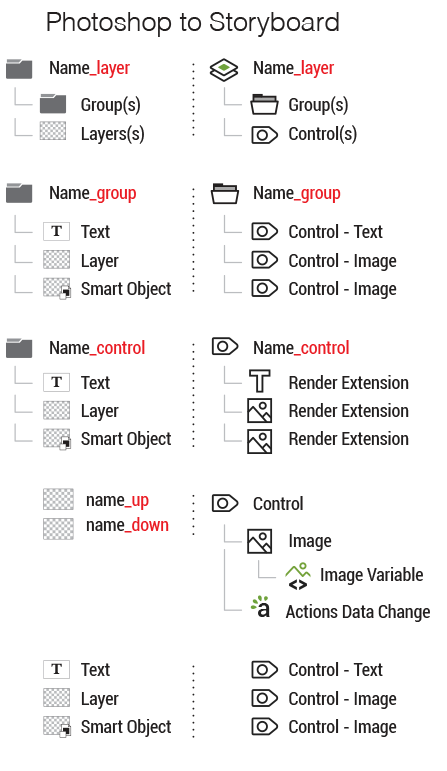 Photoshop to Storyboard
Name_layer
Name_layer
Group(s)
Group(s)
Layers(s)
Control(s)
Name_group
Name_group
T Text
Control - Text
Layer
Control - Image
Smart Object
Control - Image
Name_control
Name_control
T Text
T Render Extension
Layer
Render Extension
Smart Object
Render Extension
name_up
Control
name_down
Image
<> Image Variable
a Actions Data Change
T Text
Control - Text
Layer
Control - Image
Smart Object
Control - Image